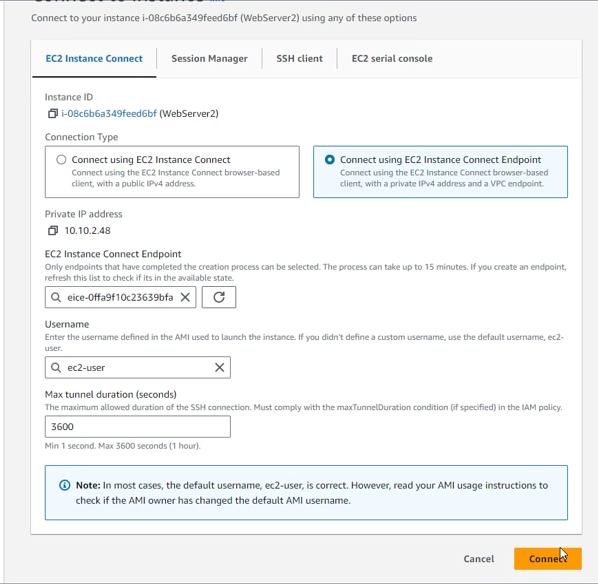 Connect to your instance i-08c6b6a349feed6bf (WebServer2) using any of these options
EC2 Instance Connect
Session Manager
SSH client
EC2 serial console
Instance ID
i-08c6b6a349feed6bf (WebServer2)
Connection Type
Connect using EC2 Instance Connect
Connect using the EC2 Instance Connect browser-based
client, with a public IPv4 address.
Connect using EC2 Instance Connect Endpoint
Connect using the EC2 Instance Connect browser-based
client, with a private IPv4 address and a VPC endpoint.
Private IP address
10.10.2.48
EC2 Instance Connect Endpoint
Only endpoints that have completed the creation process can be selected. The process can take up to 15 minutes. If you create an endpoint,
refresh this list to check if its in the available state.
eice-0ffa9f10c23639bfa
Username
Enter the username defined in the AMI used to launch the instance. If you didn't define a custom username, use the default username, ec2-
user.
ec2-user
Max tunnel duration (seconds)
The maximum allowed duration of the SSH connection. Must comply with the maxTunnelDuration condition (if specified) in the IAM policy.
3600
Min 1 second. Max 3600 seconds (1 hour).
Note: In most cases, the default username, ec2-user, is correct. However, read your AMI usage instructions to
check if the AMI owner has changed the default AMI username.
Cancel
Connect